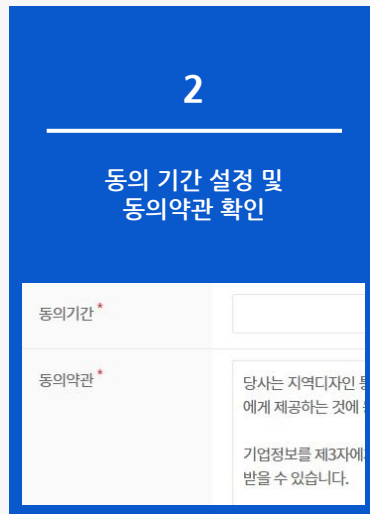 2
동의 기간 설정 및
동의약관 확인
동의기간 *
동의약관 *
당사는 지역디자인
에게 제공하는 것에
기업정보를 제3자에
받을 수 있습니다.